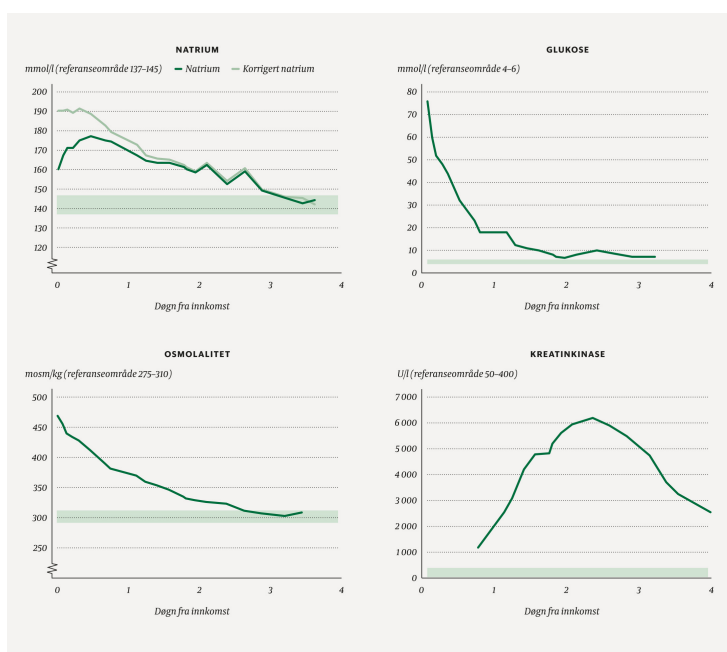 NATRIUM
mmol/l (referanseområde 137–145) Natrium Korrigert natrium
200
190
180
170
160
150
140
130
120
0 1 2 3 4
Døgn fra innkomst
GLUKOSE
mmol/l (referanseområde 4–6)
80
70
60
50
40
30
20
10
0
0 1 2 3 4
Døgn fra innkomst
OSMOLALITET
mosm/kg (referanseområde 275–310)
500
450
400
350
300
250
0 1 2 3 4
Døgn fra innkomst
KREATINKINASE
U/l (referanseområde 50–400)
7 000
6 000
5 000
4 000
3 000
2 000
1 000
0
0 1 2 3 4
Døgn fra innkomst